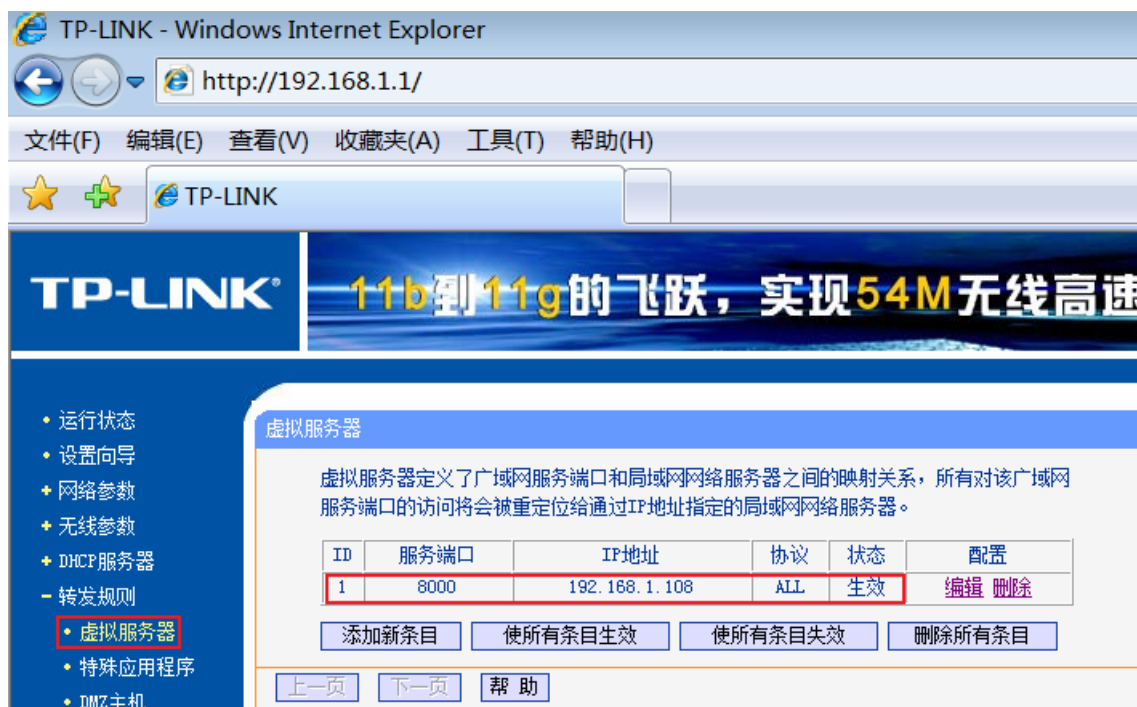 TP-LINK - Windows Internet Explorer
http://192.168.1.1/
文件(F) 编辑(E) 查看(V) 收藏夹(A) 工具(T) 帮助(H)
TP-LINK
TP-LINK® 11b到11g的飞跃，实现54M无线高速
运行状态
设置向导
网络参数
无线参数
DHCP服务器
转发规则
虚拟服务器
特殊应用程序
DMZ主机
虚拟服务器
虚拟服务器定义了广域网服务端口和局域网网络服务器之间的映射关系，所有对该广域网
服务端口的访问将会被重定位给通过IP地址指定的局域网网络服务器。
ID 服务端口 IP地址 协议 状态 配置
1 8000 192.168.1.108 ALL 生效 编辑 删除
添加新条目 使所有条目生效 使所有条目失效 删除所有条目
上一页 下一页 帮 助